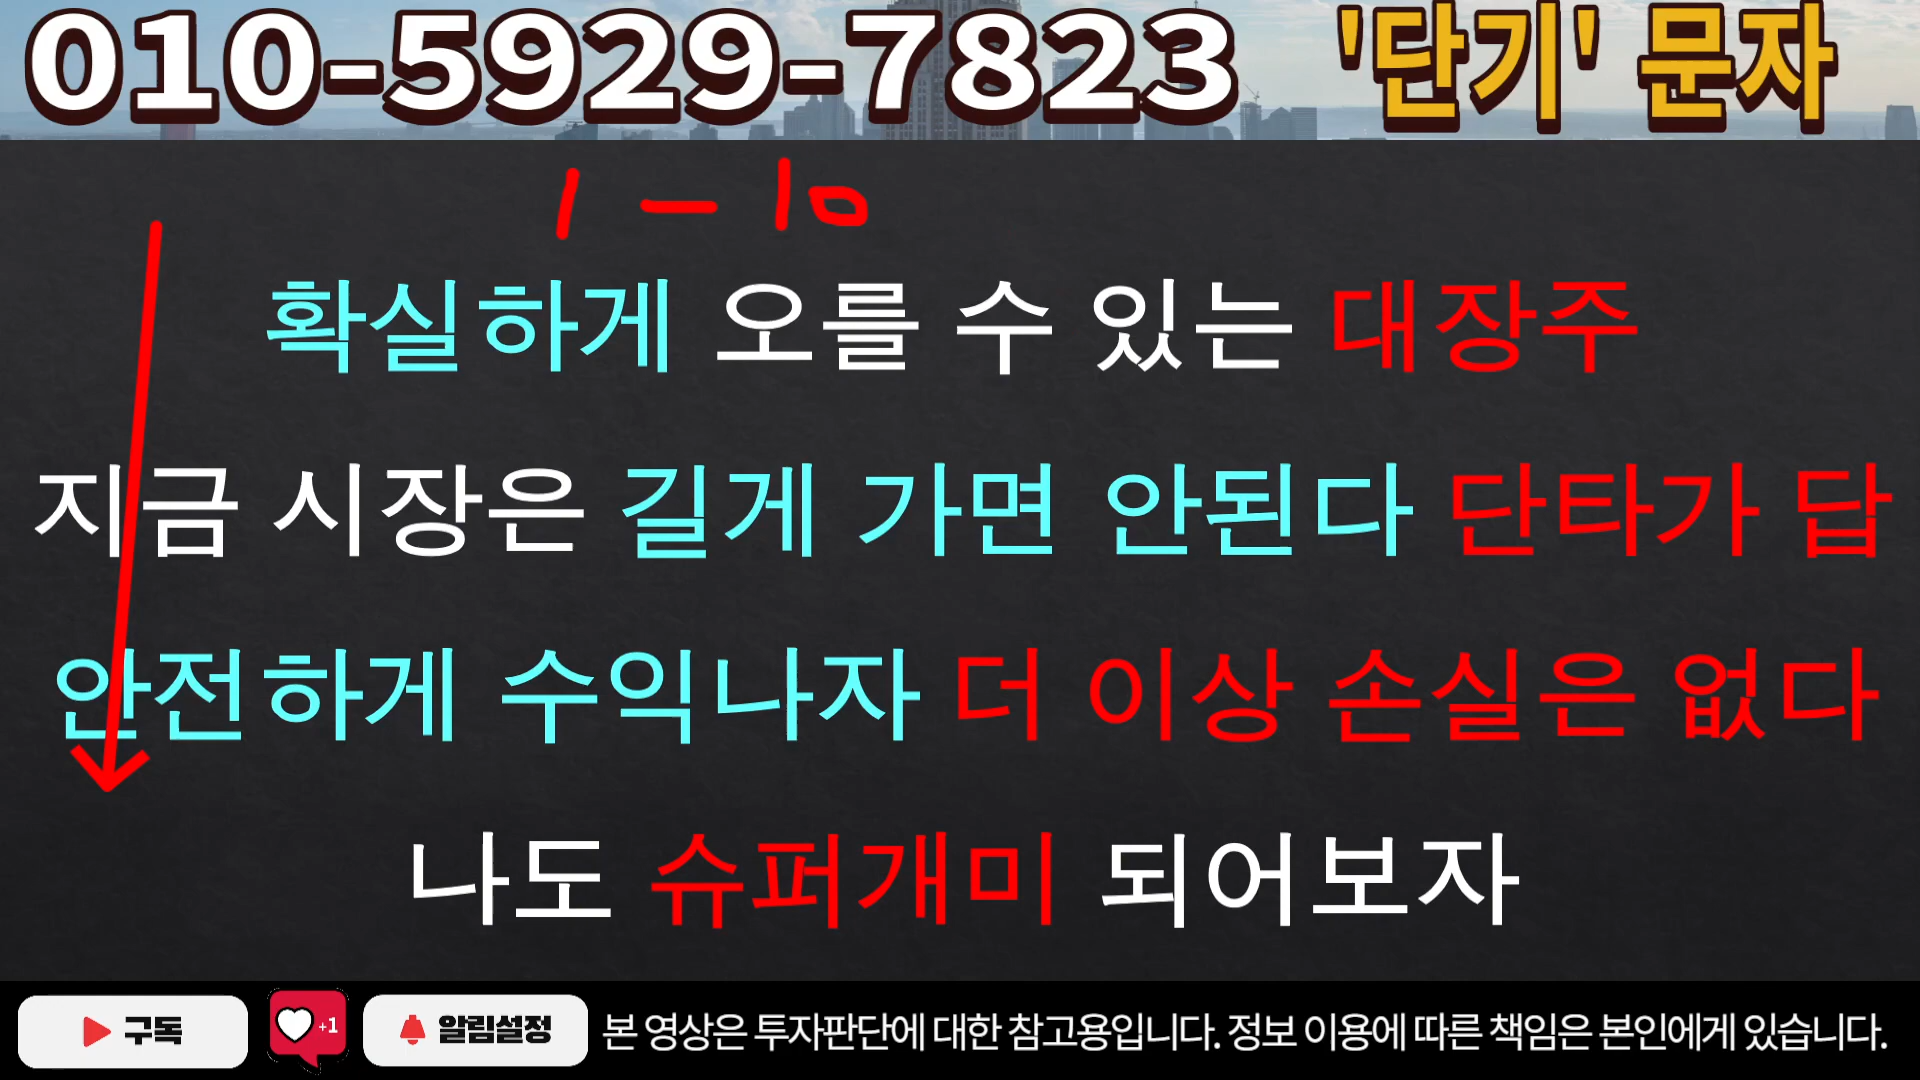 010-5929-7823 '단기' 문자
1 - 10
확실하게 오를 수 있는 대장주
지금 시장은 길게 가면 안된다 단타가 답
안전하게 수익나자 더 이상 손실은 없다
나도 슈퍼개미 되어보자
구독 +1 알림설정 본 영상은 투자판단에 대한 참고용입니다. 정보 이용에 따른 책임은 본인에게 있습니다.